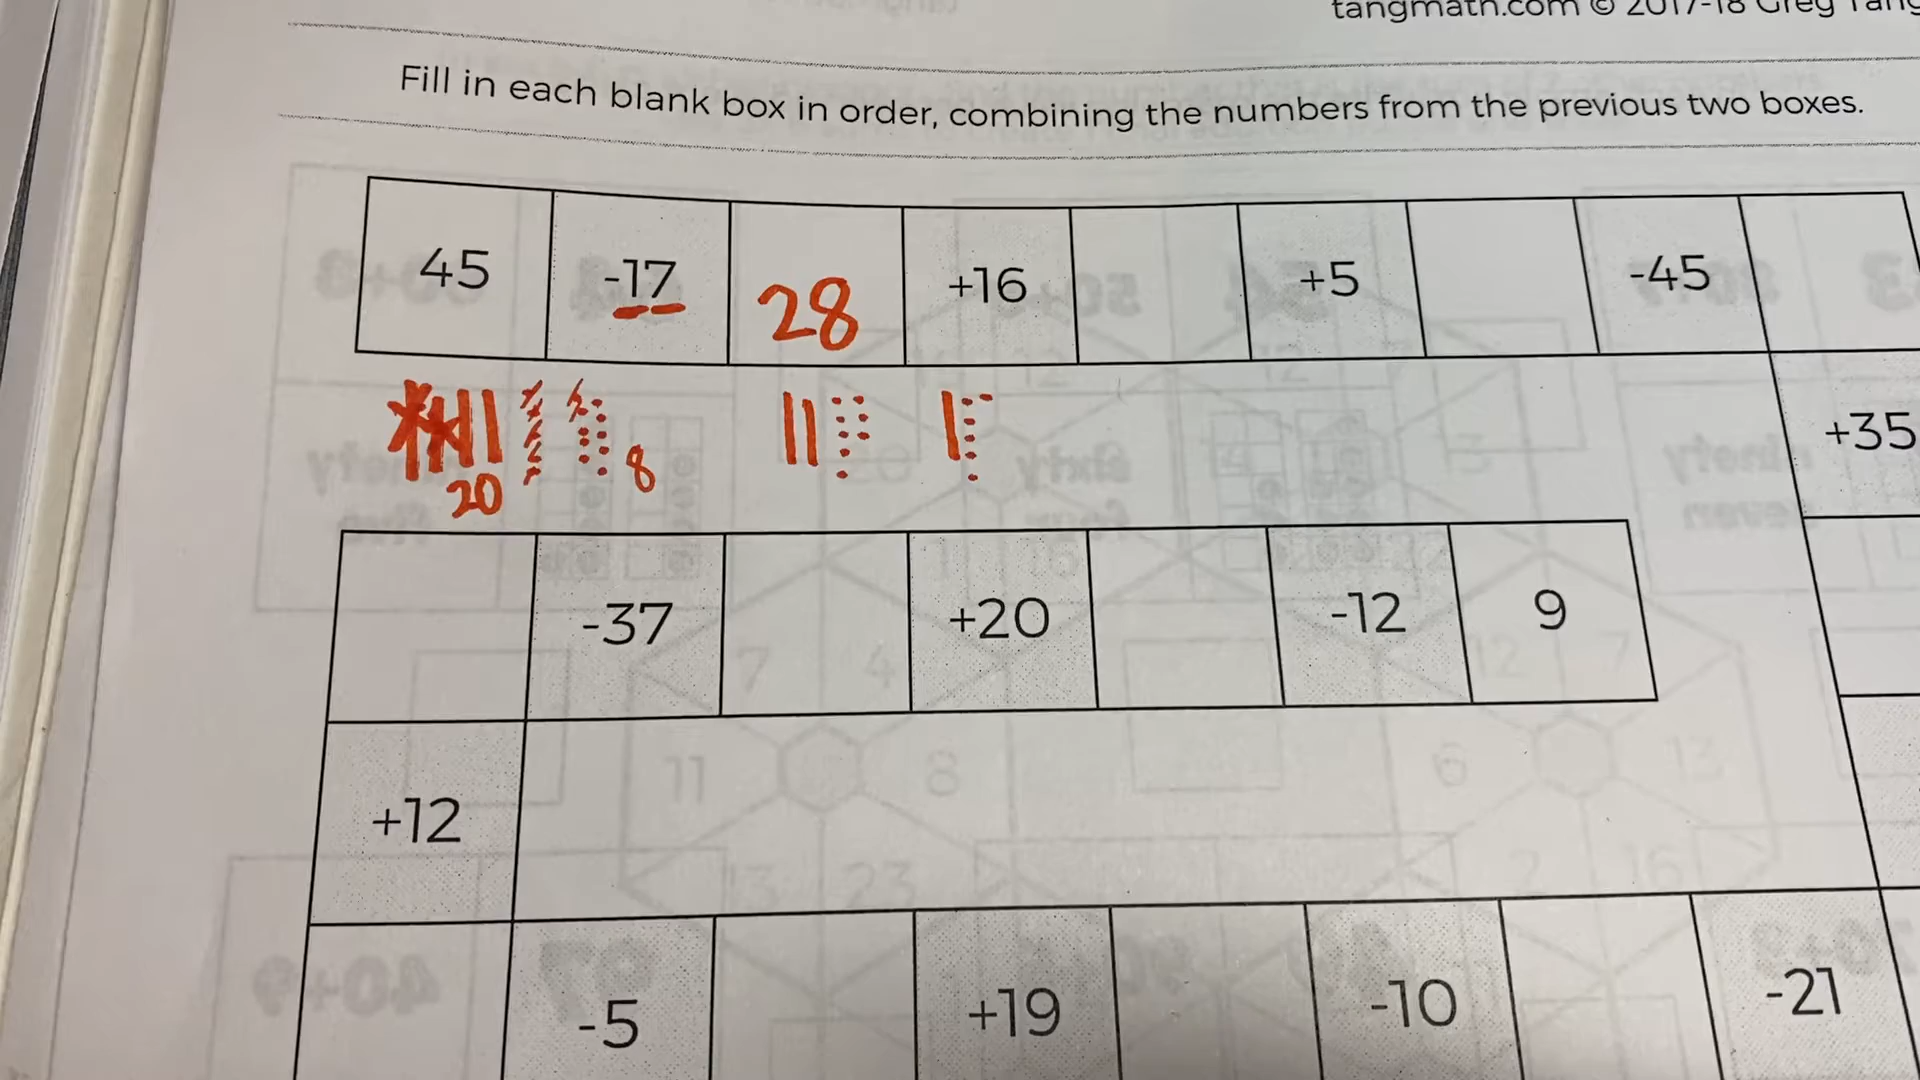 tangmath.com © 2017-18 Greg Tang
Fill in each blank box in order, combining the numbers from the previous two boxes.
45 -17 28 +16 +5 -45
20 8
+35
-37 +20 -12 9
+12
-5 +19 -10 -21